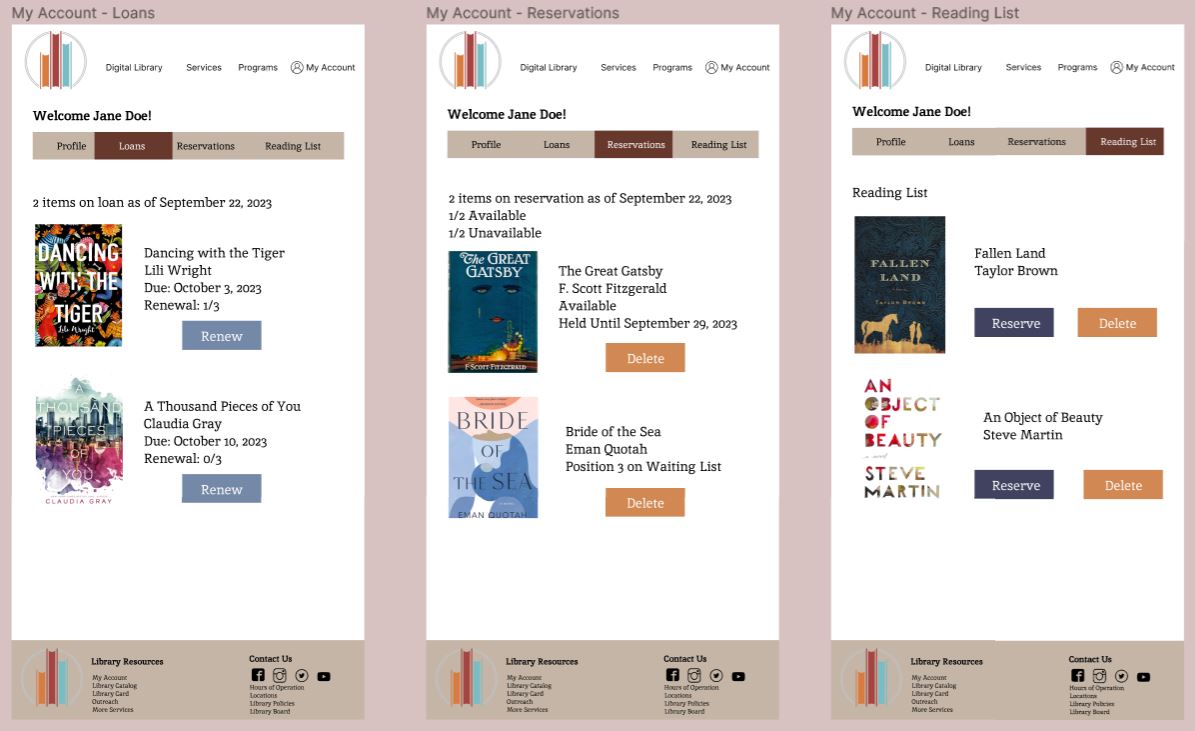 My Account - Loans
Digital Library
Services
Programs
My Account
Welcome Jane Doe!
Profile
Loans
Reservations
Reading List
2 items on loan as of September 22, 2023
DANCING
WITH THE
TIGER
Lili Wright
Dancing with the Tiger
Lili Wright
Due: October 3, 2023
Renewal: 1/3
Renew
A
THOUSAND
PIECES
OF
YOU
CLAUDIA GRAY
A Thousand Pieces of You
Claudia Gray
Due: October 10, 2023
Renewal: 0/3
Renew
Library Resources
My Account
Library Catalog
Library Card
Outreach
More Services
Contact Us
Hours of Operation
Locations
Library Policies
Library Board
My Account - Reservations
Digital Library
Services
Programs
My Account
Welcome Jane Doe!
Profile
Loans
Reservations
Reading List
2 items on reservation as of September 22, 2023
1/2 Available
1/2 Unavailable
The GREAT
GATSBY
F·SCOTT·FITZGERALD
The Great Gatsby
F. Scott Fitzgerald
Available
Held Until September 29, 2023
Delete
BRIDE
OF
THE SEA
EMAN QUOTAH
Bride of the Sea
Eman Quotah
Position 3 on Waiting List
Delete
Library Resources
My Account
Library Catalog
Library Card
Outreach
More Services
Contact Us
Hours of Operation
Locations
Library Policies
Library Board
My Account - Reading List
Digital Library
Services
Programs
My Account
Welcome Jane Doe!
Profile
Loans
Reservations
Reading List
Reading List
FALLEN
LAND
TAYLOR BROWN
Fallen Land
Taylor Brown
Reserve
Delete
AN
OBJECT
OF
BEAUTY
a novel
STEVE
MARTIN
An Object of Beauty
Steve Martin
Reserve
Delete
Library Resources
My Account
Library Catalog
Library Card
Outreach
More Services
Contact Us
Hours of Operation
Locations
Library Policies
Library Board